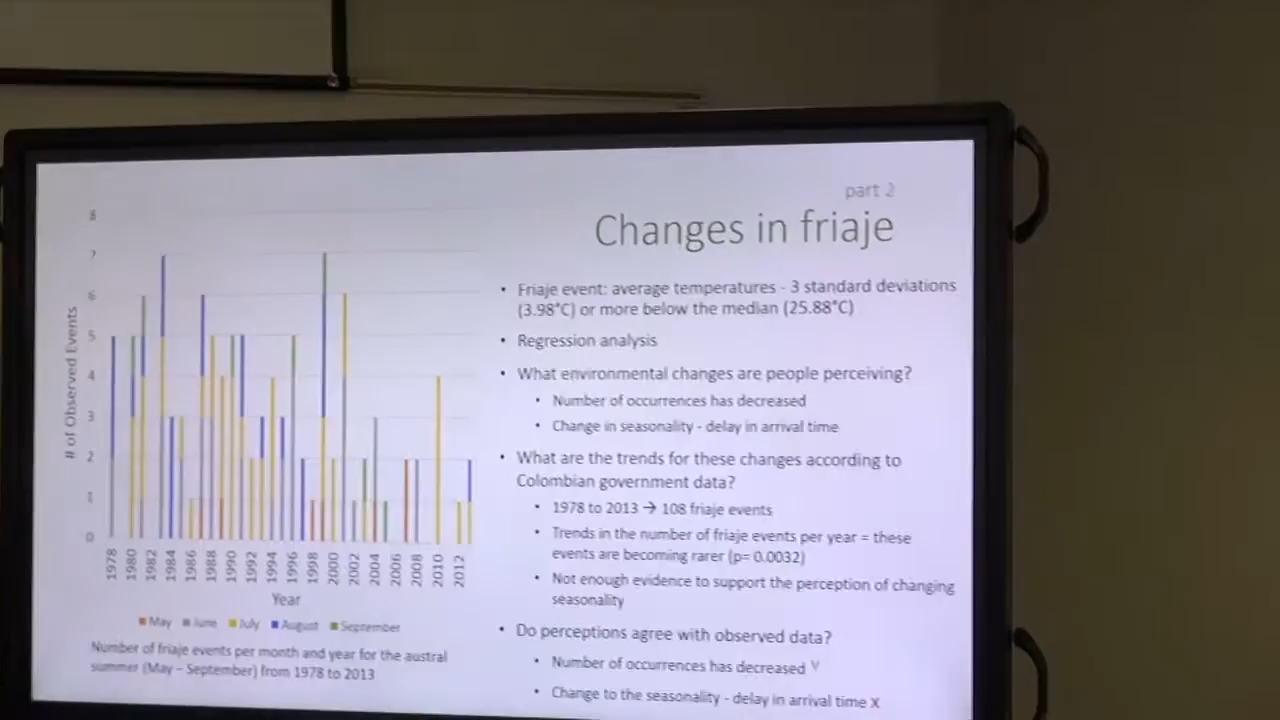 part 2
Changes in friaje
8
7
6
5
4
3
2
1
0
# of Observed Events
1978 1980 1982 1984 1986 1988 1990 1992 1994 1996 1998 2000 2002 2004 2006 2008 2010 2012
Year
May June July August September
Number of friaje events per month and year for the austral
summer (May – September) from 1978 to 2013
• Friaje event: average temperatures - 3 standard deviations
(3.98°C) or more below the median (25.88°C)
• Regression analysis
• What environmental changes are people perceiving?
• Number of occurrences has decreased
• Change in seasonality - delay in arrival time
• What are the trends for these changes according to
Colombian government data?
• 1978 to 2013 → 108 friaje events
• Trends in the number of friaje events per year = these
events are becoming rarer (p= 0.0032)
• Not enough evidence to support the perception of changing
seasonality
• Do perceptions agree with observed data?
• Number of occurrences has decreased √
• Change to the seasonality - delay in arrival time X